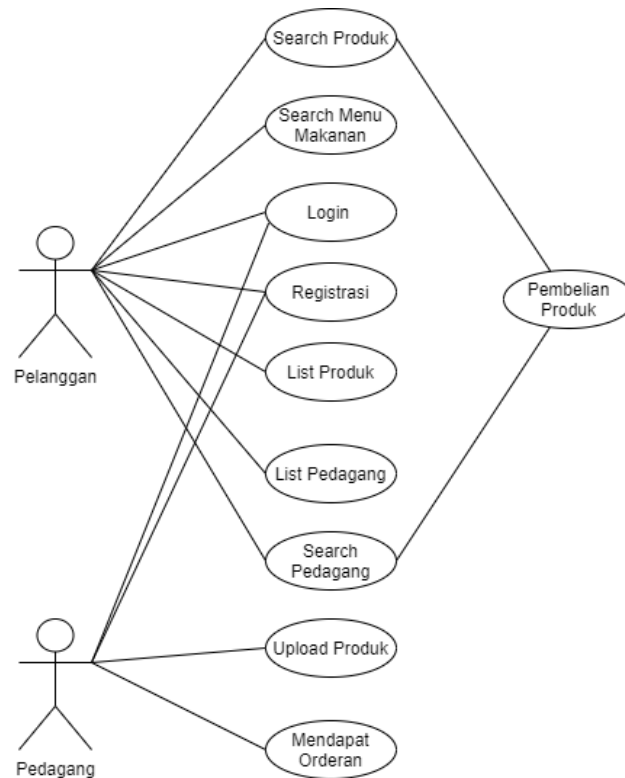 Search Produk
Search Menu
Makanan
Login
Registrasi
Pembelian
Produk
List Produk
Pelanggan
List Pedagang
Search
Pedagang
Upload Produk
Mendapat
Orderan
Pedagang